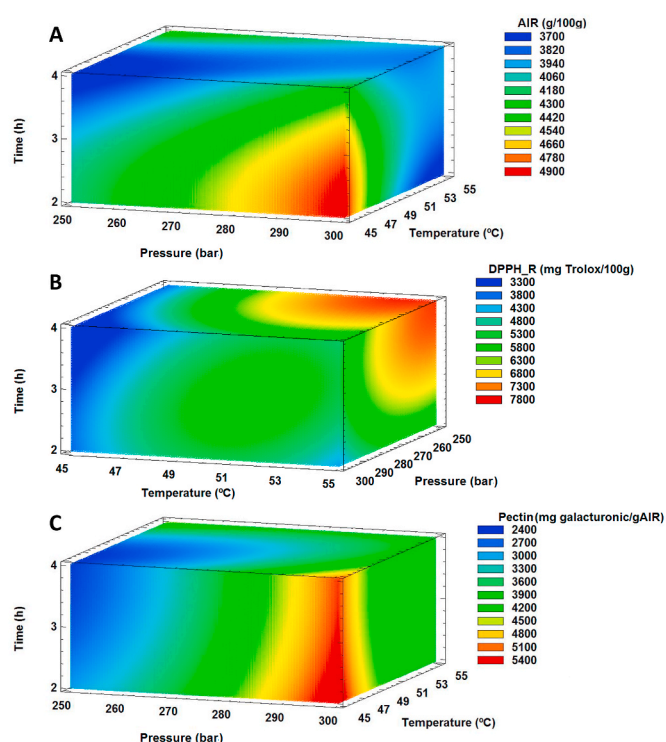 A
AIR (g/100g)
3700
3820
3940
4060
4180
4300
4420
4540
4660
4780
4900
Time (h)
4
3
2
250 260 270 280 290 300
Pressure (bar)
45 47 49 51 53 55
Temperature (ºC)
B
DPPH_R (mg Trolox/100g)
3300
3800
4300
4800
5300
5800
6300
6800
7300
7800
Time (h)
4
3
2
45 47 49 51 53 55
Temperature (ºC)
300 290 280 270 260 250
Pressure (bar)
C
Pectin(mg galacturonic/gAIR)
2400
2700
3000
3300
3600
3900
4200
4500
4800
5100
5400
Time (h)
4
3
2
250 260 270 280 290 300
Pressure (bar)
45 47 49 51 53 55
Temperature (ºC)